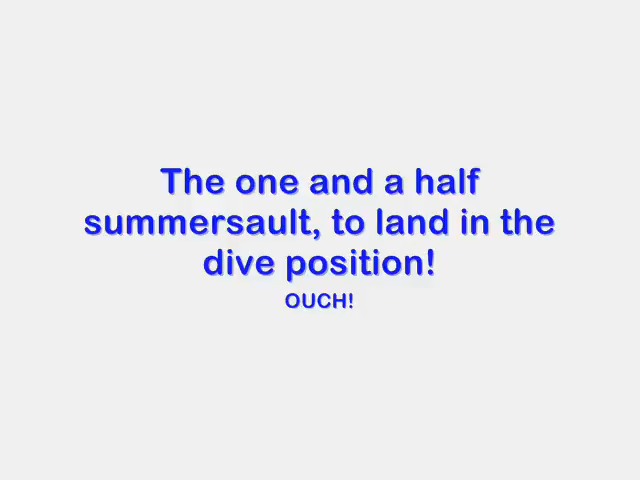 The one and a half
summersault, to land in the
dive position!
OUCH!